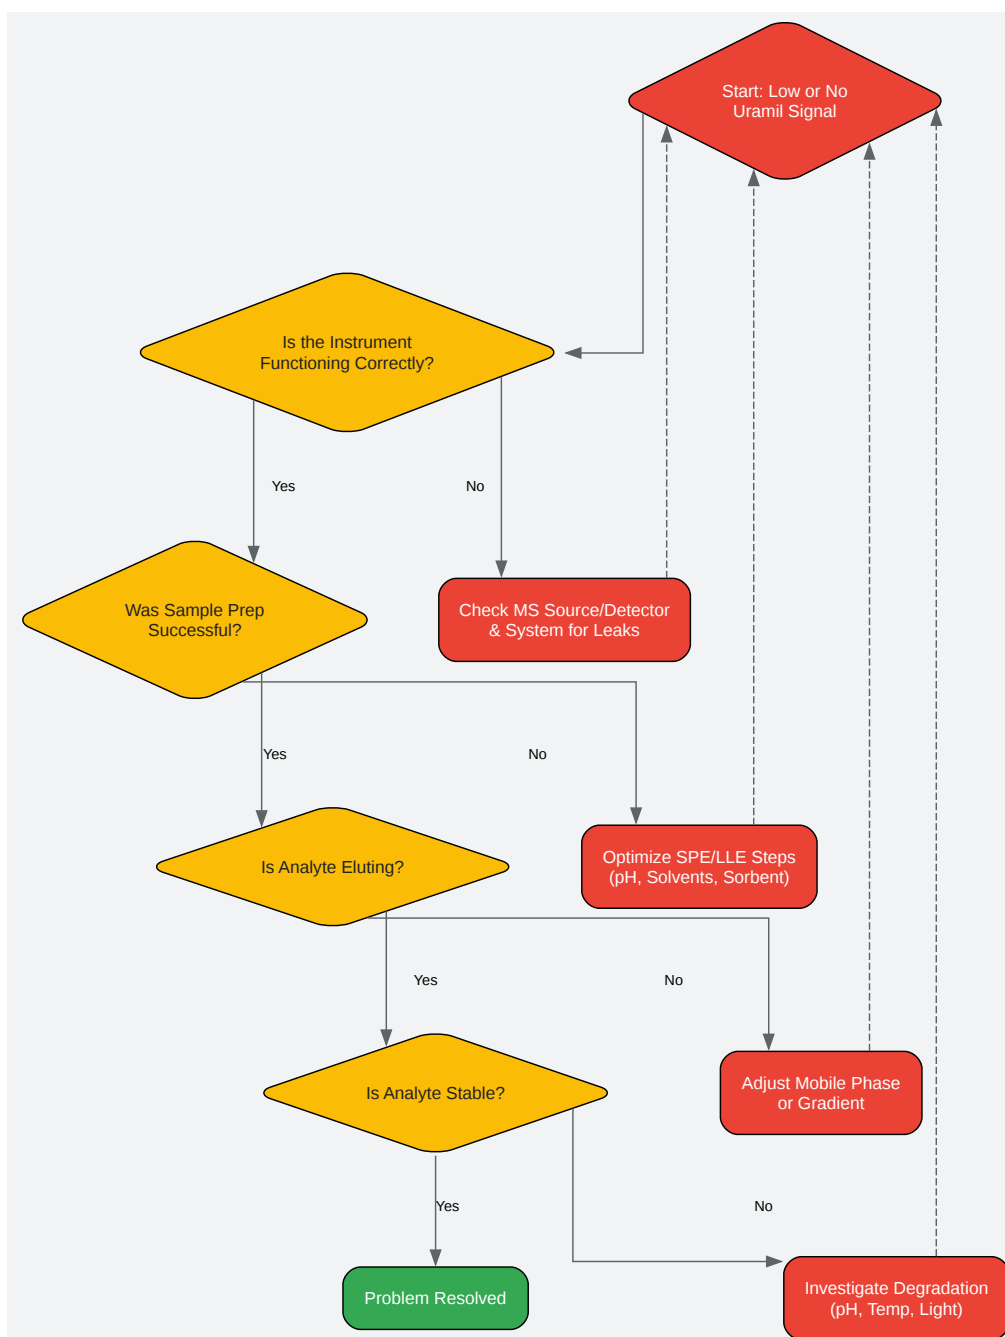 Start: Low or No
Uramil Signal
Is the Instrument
Functioning Correctly?
Yes
No
Was Sample Prep
Successful?
Check MS Source/Detector
& System for Leaks
Yes
No
Is Analyte Eluting?
Optimize SPE/LLE Steps
(pH, Solvents, Sorbent)
Yes
No
Is Analyte Stable?
Adjust Mobile Phase
or Gradient
Yes
No
Problem Resolved
Investigate Degradation
(pH, Temp, Light)